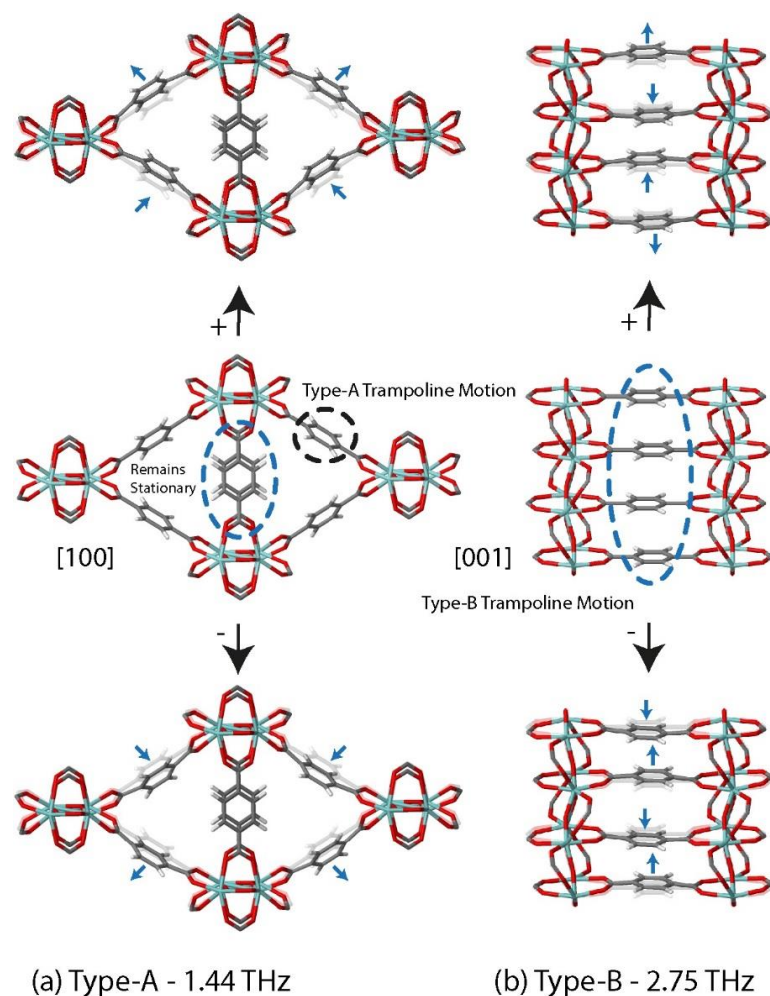 +
+
Type-A Trampoline Motion
Remains
Stationary
[100]
[001]
Type-B Trampoline Motion
-
-
(a) Type-A - 1.44 THz
(b) Type-B - 2.75 THz